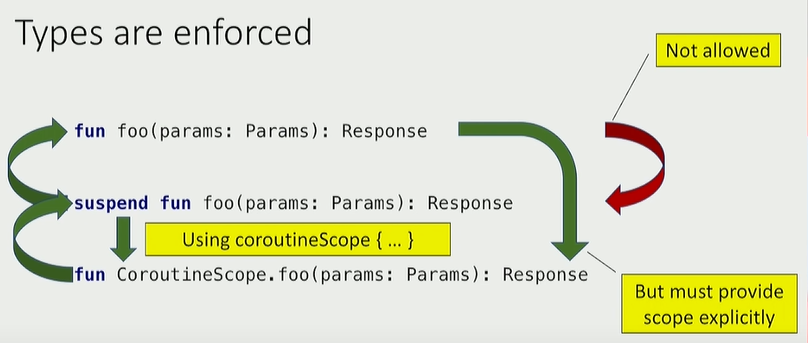 Types are enforced
Not allowed
fun foo(params: Params): Response
suspend fun foo(params: Params): Response
Using coroutineScope { ... }
fun CoroutineScope.foo(params: Params): Response
But must provide
scope explicitly